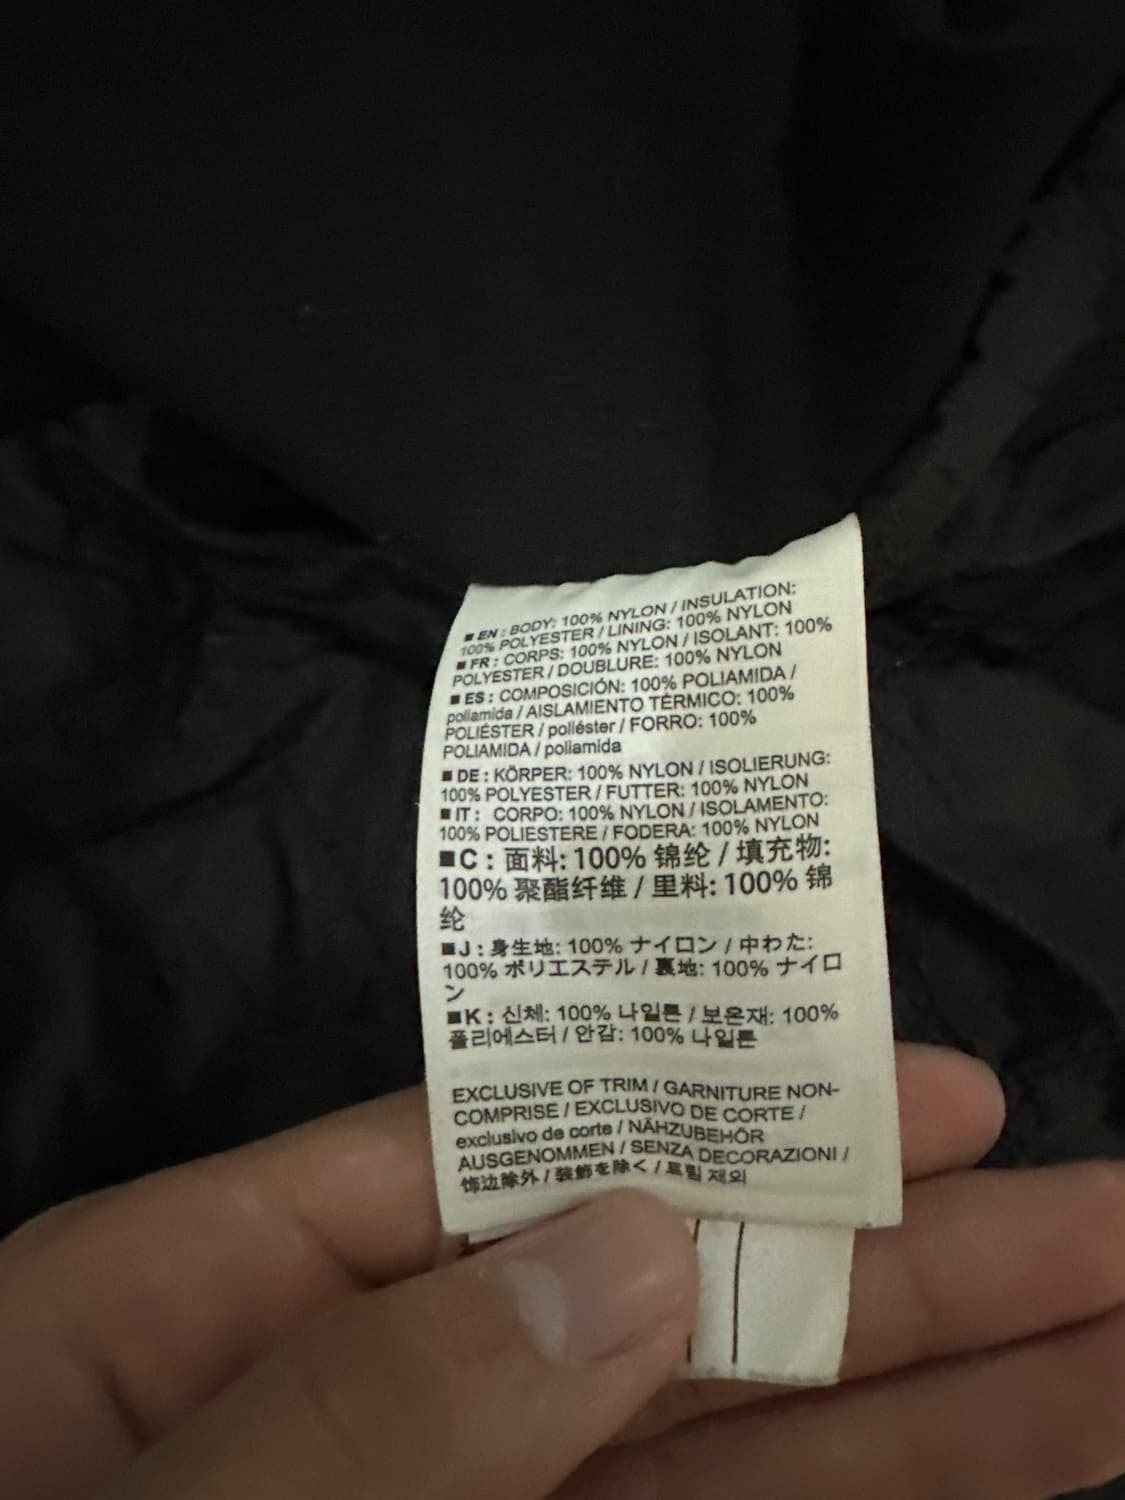 ■ EN : BODY: 100% NYLON / INSULATION:
100% POLYESTER / LINING: 100% NYLON
■ FR : CORPS: 100% NYLON / ISOLANT: 100%
POLYESTER / DOUBLURE: 100% NYLON
■ ES : COMPOSICIÓN: 100% POLIAMIDA /
poliamida / AISLAMIENTO TÉRMICO: 100%
POLIÉSTER / poliéster / FORRO: 100%
POLIAMIDA / poliamida
■ DE : KÖRPER: 100% NYLON / ISOLIERUNG:
100% POLYESTER / FUTTER: 100% NYLON
■ IT : CORPO: 100% NYLON / ISOLAMENTO:
100% POLIESTERE / FODERA: 100% NYLON
■ C : 面料: 100% 锦纶 / 填充物:
100% 聚酯纤维 / 里料: 100% 锦
纶
■ J : 身生地: 100% ナイロン / 中わた:
100% ポリエステル / 裏地: 100% ナイロ
ン
■ K : 신체: 100% 나일론 / 보온재: 100%
폴리에스터 / 안감: 100% 나일론
EXCLUSIVE OF TRIM / GARNITURE NON-
COMPRISE / EXCLUSIVO DE CORTE /
exclusivo de corte / NÄHZUBEHÖR
AUSGENOMMEN / SENZA DECORAZIONI /
饰边除外 / 装飾を除く / 트림 제외